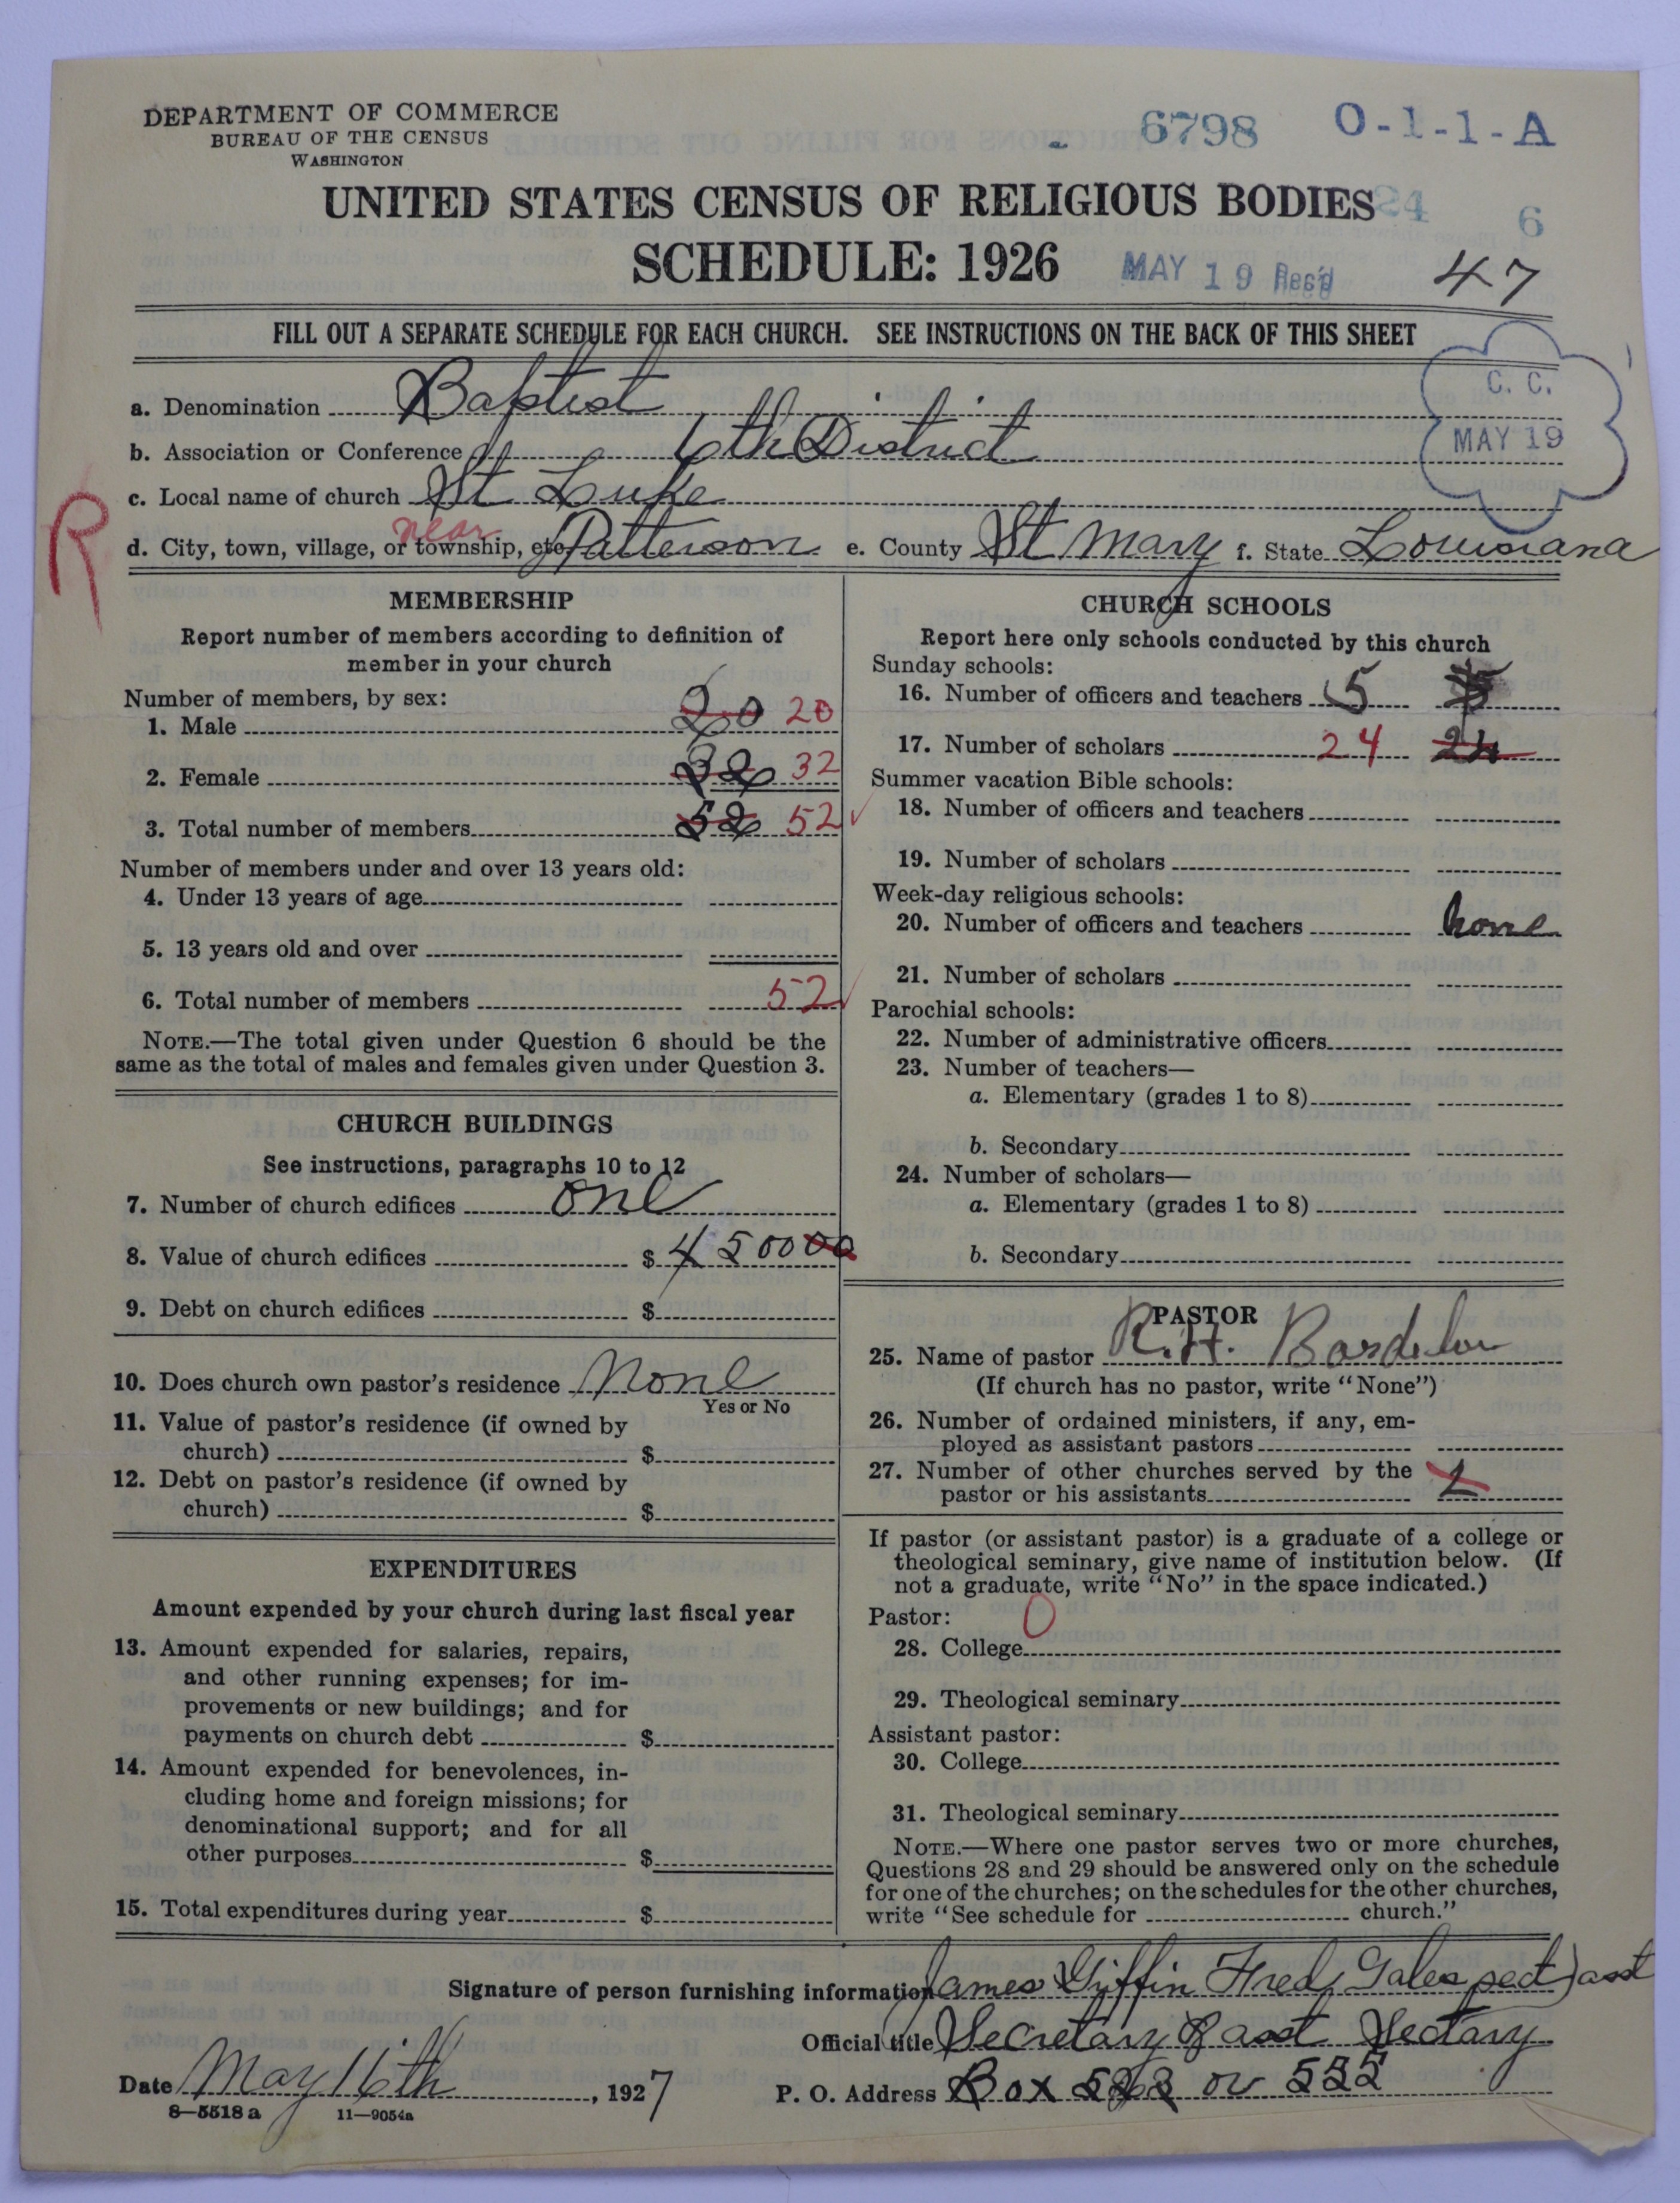 DEPARTMENT OF COMMERCE
BUREAU OF THE CENSUS
WASHINGTON
6798 O-1-1-A
UNITED STATES CENSUS OF RELIGIOUS BODIES
24 6
SCHEDULE: 1926
MAY 19 Rec'd
47
FILL OUT A SEPARATE SCHEDULE FOR EACH CHURCH. SEE INSTRUCTIONS ON THE BACK OF THIS SHEET
C. C.
MAY 19
a. Denomination Baptist
b. Association or Conference 6th District
c. Local name of church St Luke
R
d. City, town, village, or township, etc. near Patterson e. County St Mary f. State Louisiana
MEMBERSHIP
Report number of members according to definition of
member in your church
Number of members, by sex:
1. Male 20 20
2. Female 32 32
3. Total number of members 52 52
Number of members under and over 13 years old:
4. Under 13 years of age
5. 13 years old and over
6. Total number of members 52
NOTE.—The total given under Question 6 should be the
same as the total of males and females given under Question 3.
CHURCH BUILDINGS
See instructions, paragraphs 10 to 12
7. Number of church edifices one
8. Value of church edifices $ 450000
9. Debt on church edifices $
10. Does church own pastor's residence None
Yes or No
11. Value of pastor's residence (if owned by
church) $
12. Debt on pastor's residence (if owned by
church) $
EXPENDITURES
Amount expended by your church during last fiscal year
13. Amount expended for salaries, repairs,
and other running expenses; for im-
provements or new buildings; and for
payments on church debt $
14. Amount expended for benevolences, in-
cluding home and foreign missions; for
denominational support; and for all
other purposes $
15. Total expenditures during year $
CHURCH SCHOOLS
Report here only schools conducted by this church
Sunday schools:
16. Number of officers and teachers 5 5
17. Number of scholars 24 24
Summer vacation Bible schools:
18. Number of officers and teachers
19. Number of scholars
Week-day religious schools:
20. Number of officers and teachers none
21. Number of scholars
Parochial schools:
22. Number of administrative officers
23. Number of teachers—
a. Elementary (grades 1 to 8)
b. Secondary
24. Number of scholars—
a. Elementary (grades 1 to 8)
b. Secondary
PASTOR
25. Name of pastor R. H.
(If church has no pastor, write "None")
26. Number of ordained ministers, if any, em-
ployed as assistant pastors
27. Number of other churches served by the
pastor or his assistants
If pastor (or assistant pastor) is a graduate of a college or
theological seminary, give name of institution below. (If
not a graduate, write "No" in the space indicated.)
Pastor: 0
28. College
29. Theological seminary
Assistant pastor:
30. College
31. Theological seminary
NOTE.—Where one pastor serves two or more churches,
Questions 28 and 29 should be answered only on the schedule
for one of the churches; on the schedules for the other churches,
write "See schedule for church."
Signature of person furnishing information James Griffin Fred Gales sect) asst
Official title Secretary & asst Sectary
Date May 16th, 1927 P. O. Address Box or 555
8-5518 a 11-9054a